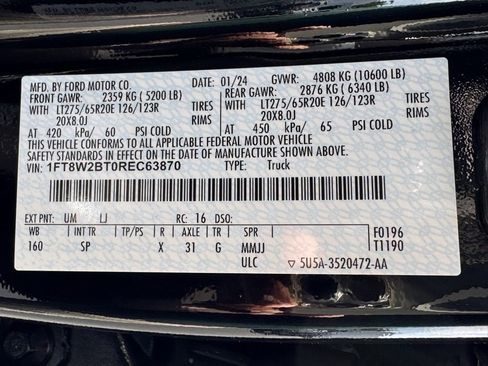 MFD. BY FORD MOTOR CO. 01/24 GVWR: 4808 KG (10600 LB)
FRONT GAWR: 2359 KG (5200 LB) REAR GAWR: 2876 KG (6340 LB)
LT275/65R20E 126/123R TIRES LT275/65R20E 126/123R TIRES
20X8.0J RIMS 20X8.0J RIMS
AT 420 kPa/ 60 PSI COLD AT 450 kPa/ 65 PSI COLD
THIS VEHICLE CONFORMS TO ALL APPLICABLE FEDERAL MOTOR VEHICLE
SAFETY STANDARDS IN EFFECT ON THE DATE OF MANUFACTURE SHOWN ABOVE.
VIN: 1FT8W2BT0REC63870 TYPE: Truck
EXT PNT: UM LJ RC: 16 DSO:
WB INT TR TP/PS R AXLE TR SPR F0196
160 SP X 31 G MMJJ T1190
ULC ▽ 5U5A-3520472-AA